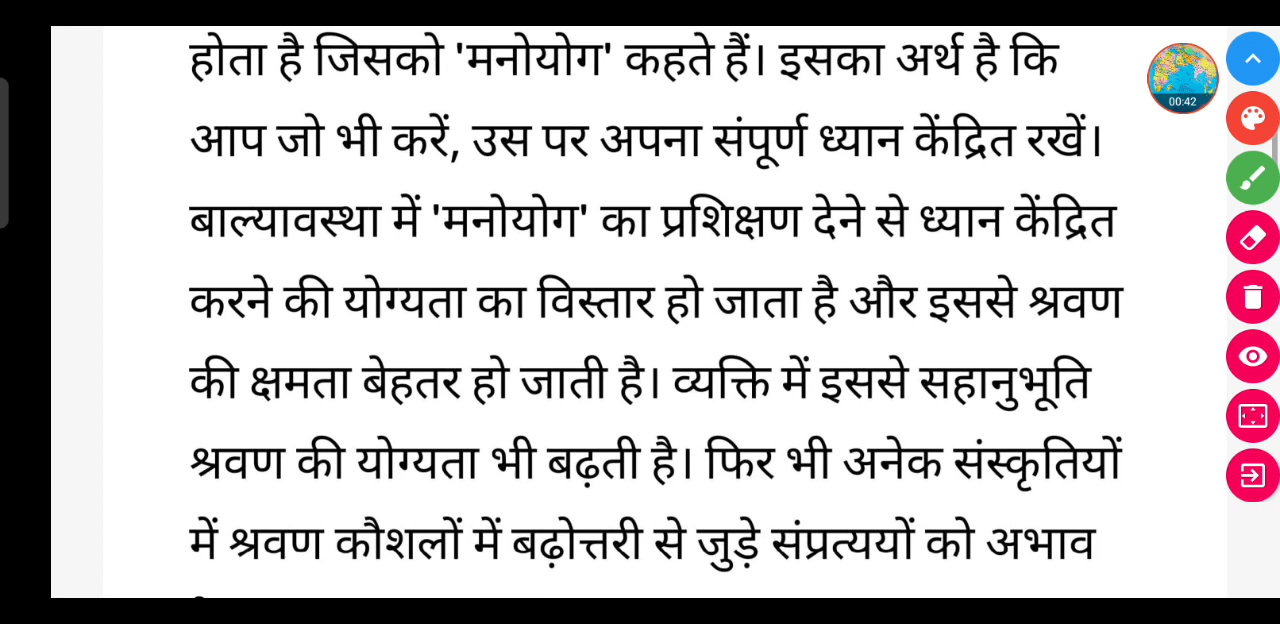 होता है जिसको 'मनोयोग' कहते हैं। इसका अर्थ है कि
आप जो भी करें, उस पर अपना संपूर्ण ध्यान केंद्रित रखें।
बाल्यावस्था में 'मनोयोग' का प्रशिक्षण देने से ध्यान केंद्रित
करने की योग्यता का विस्तार हो जाता है और इससे श्रवण
की क्षमता बेहतर हो जाती है। व्यक्ति में इससे सहानुभूति
श्रवण की योग्यता भी बढ़ती है। फिर भी अनेक संस्कृतियों
में श्रवण कौशलों में बढ़ोत्तरी से जुड़े संप्रत्ययों को अभाव
00:42